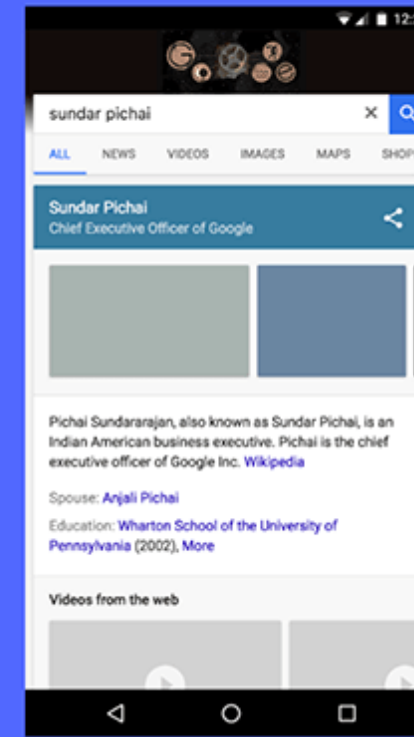 12:
sundar pichai
ALL NEWS VIDEOS IMAGES MAPS SHOP
Sundar Pichai
Chief Executive Officer of Google
Pichai Sundararajan, also known as Sundar Pichai, is an
Indian American business executive. Pichai is the chief
executive officer of Google Inc. Wikipedia
Spouse: Anjali Pichai
Education: Wharton School of the University of
Pennsylvania (2002), More
Videos from the web